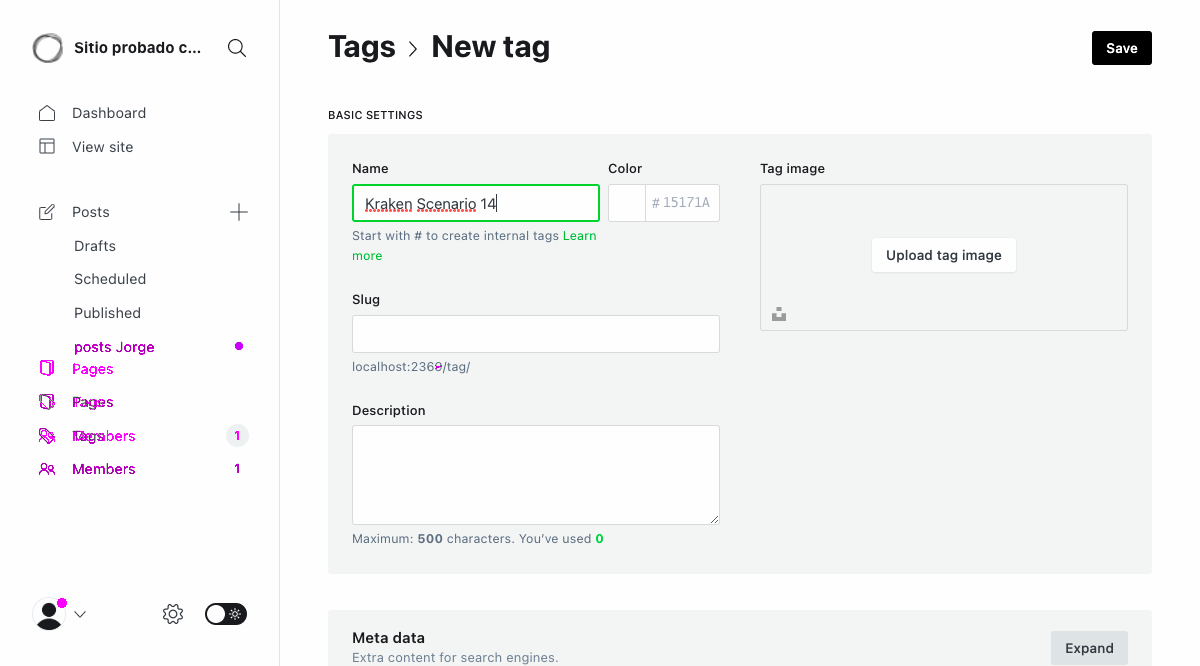 Sitio probado c...
Dashboard
View site
Posts
Drafts
Scheduled
Published
posts Jorge
Pages
Pages
Members 1
Members 1
Tags > New tag
Save
BASIC SETTINGS
Name
Kraken Scenario 14
Start with # to create internal tags Learn
more
Color
# 15171A
Tag image
Upload tag image
Slug
/tag/
Description
Maximum: 500 characters. You've used 0
Meta data
Extra content for search engines.
Expand